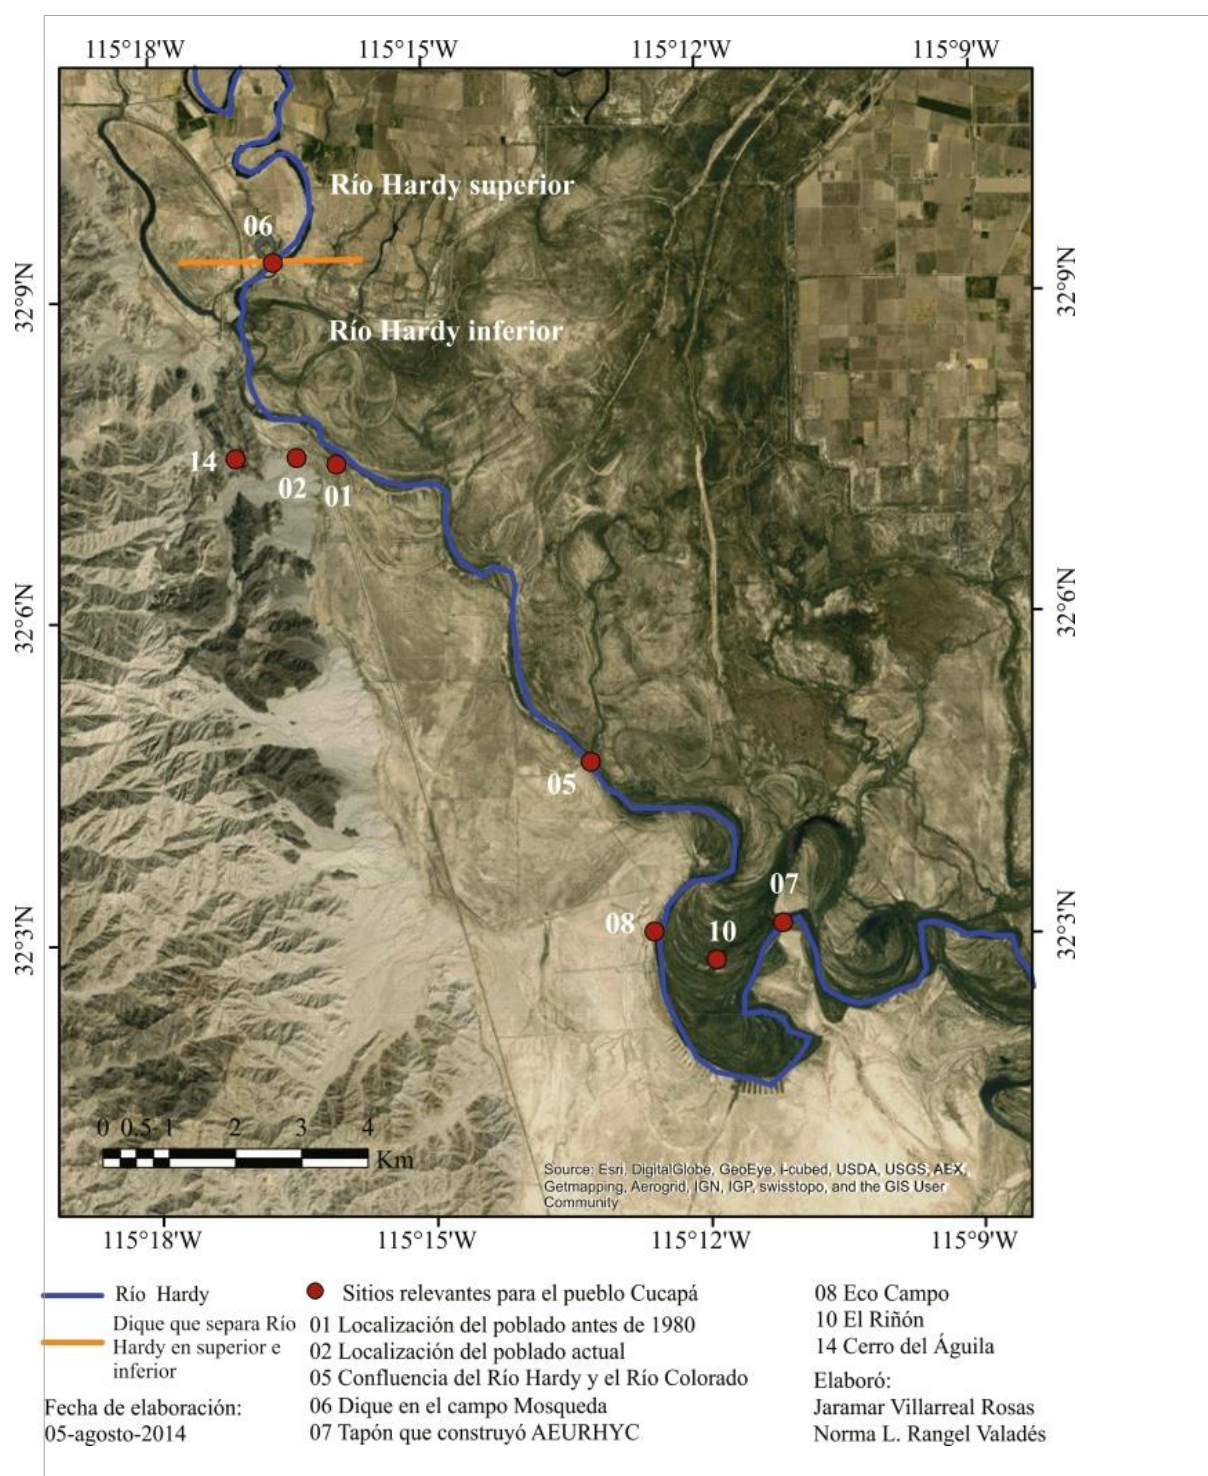 115°18'W 115°15'W 115°12'W 115°9'W
Río Hardy superior
06
32°9'N 32°9'N
Río Hardy inferior
14 02 01
32°6'N 32°6'N
05
07
08 10
32°3'N 32°3'N
0 0.5 1 2 3 4
Km
Source: Esri, DigitalGlobe, GeoEye, i-cubed, USDA, USGS, AEX,
Getmapping, Aerogrid, IGN, IGP, swisstopo, and the GIS User
Community
115°18'W 115°15'W 115°12'W 115°9'W
Río Hardy
Dique que separa Río
Hardy en superior e
inferior
Fecha de elaboración:
05-agosto-2014
Sitios relevantes para el pueblo Cucapá
01 Localización del poblado antes de 1980
02 Localización del poblado actual
05 Confluencia del Río Hardy y el Río Colorado
06 Dique en el campo Mosqueda
07 Tapón que construyó AEURHYC
08 Eco Campo
10 El Riñón
14 Cerro del Águila
Elaboró:
Jaramar Villarreal Rosas
Norma L. Rangel Valadés